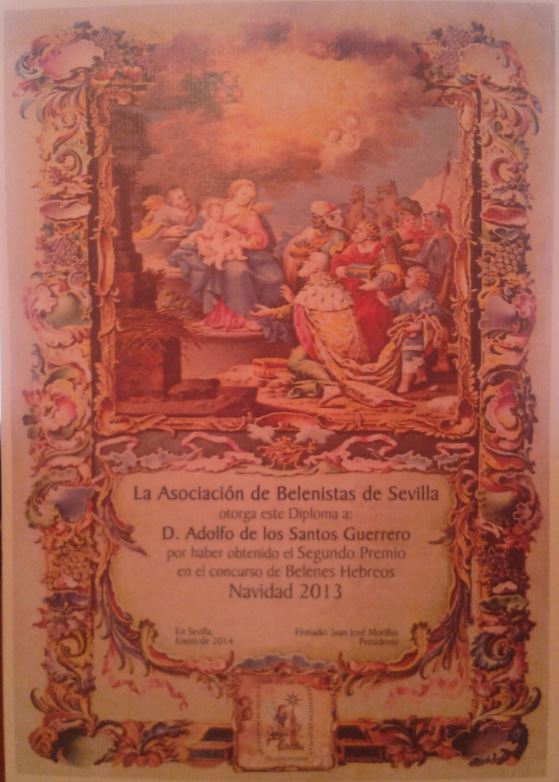 La Asociación de Belenistas de Sevilla
otorga este Diploma a:
D. Adolfo de los Santos Guerrero
por haber obtenido el Segundo Premio
en el concurso de Belenes Hebreos
Navidad 2013
En Sevilla,
Enero de 2014
Firmado: Juan José Morillas
Presidente